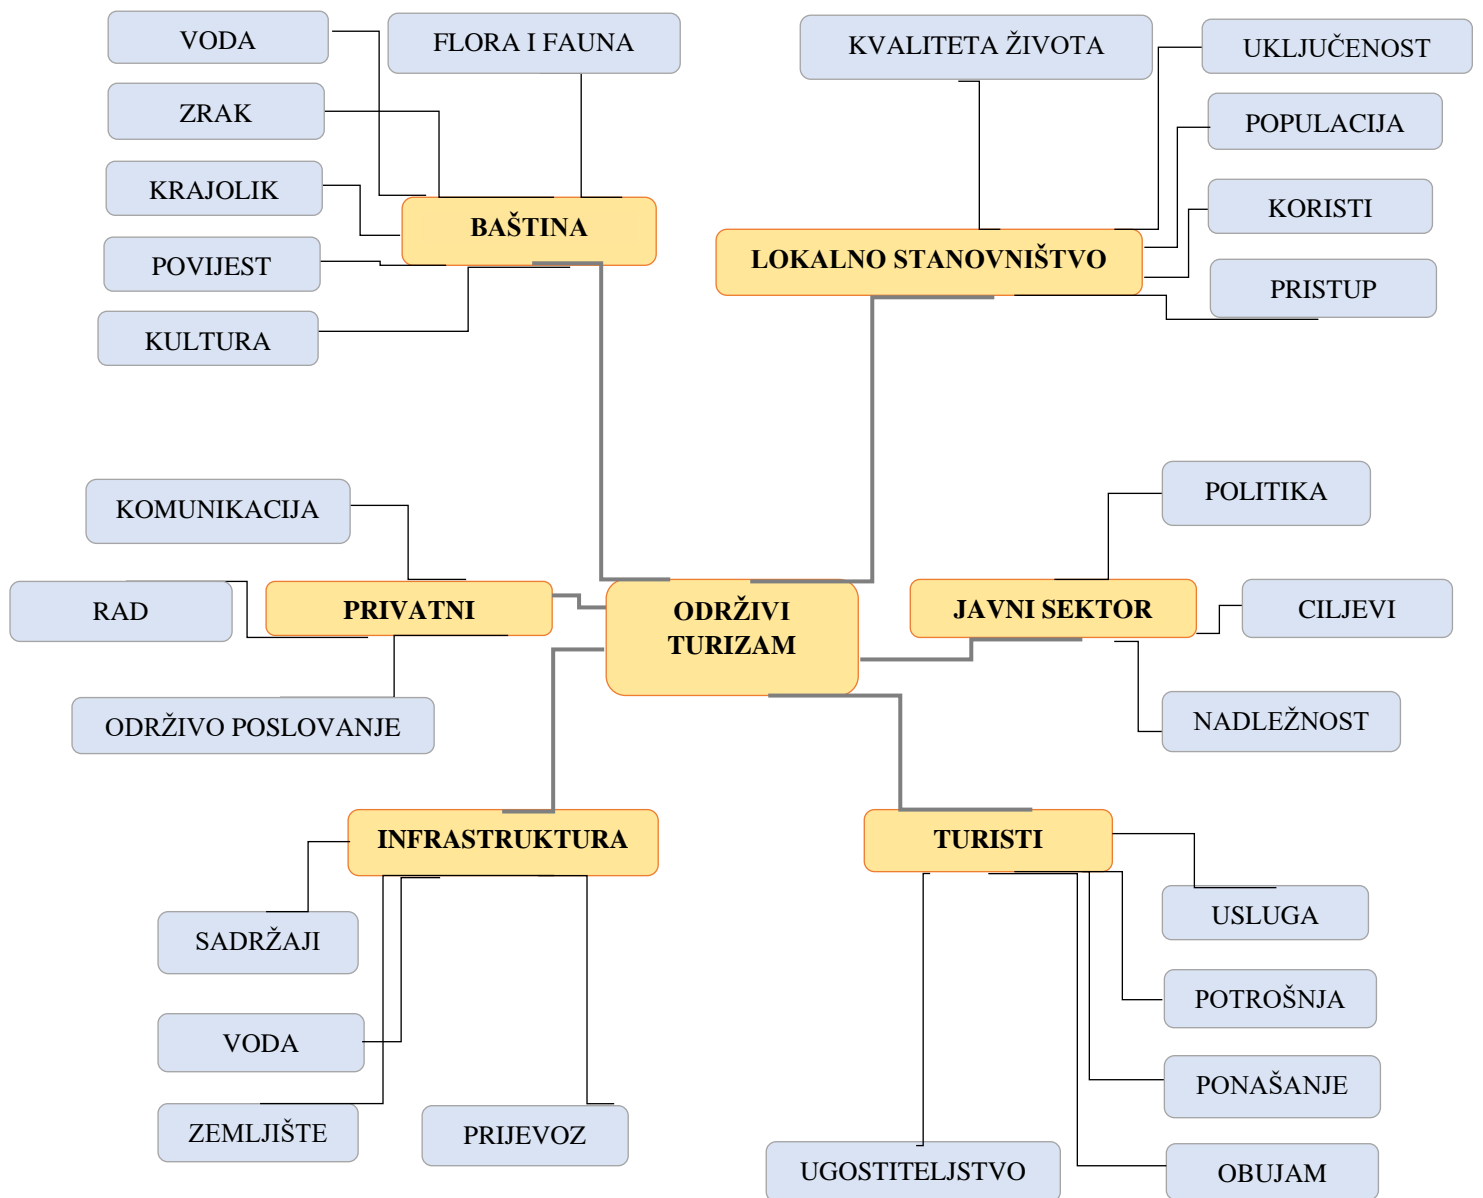 VODA
FLORA I FAUNA
ZRAK
KRAJOLIK
POVIJEST
KULTURA
BAŠTINA
KVALITETA ŽIVOTA
UKLJUČENOST
POPULACIJA
KORISTI
PRISTUP
LOKALNO STANOVNIŠTVO
KOMUNIKACIJA
RAD
PRIVATNI
ODRŽIVO POSLOVANJE
ODRŽIVI
TURIZAM
POLITIKA
JAVNI SEKTOR
CILJEVI
NADLEŽNOST
INFRASTRUKTURA
SADRŽAJI
VODA
ZEMLJIŠTE
PRIJEVOZ
TURISTI
USLUGA
POTROŠNJA
PONAŠANJE
UGOSTITELJSTVO
OBUJAM